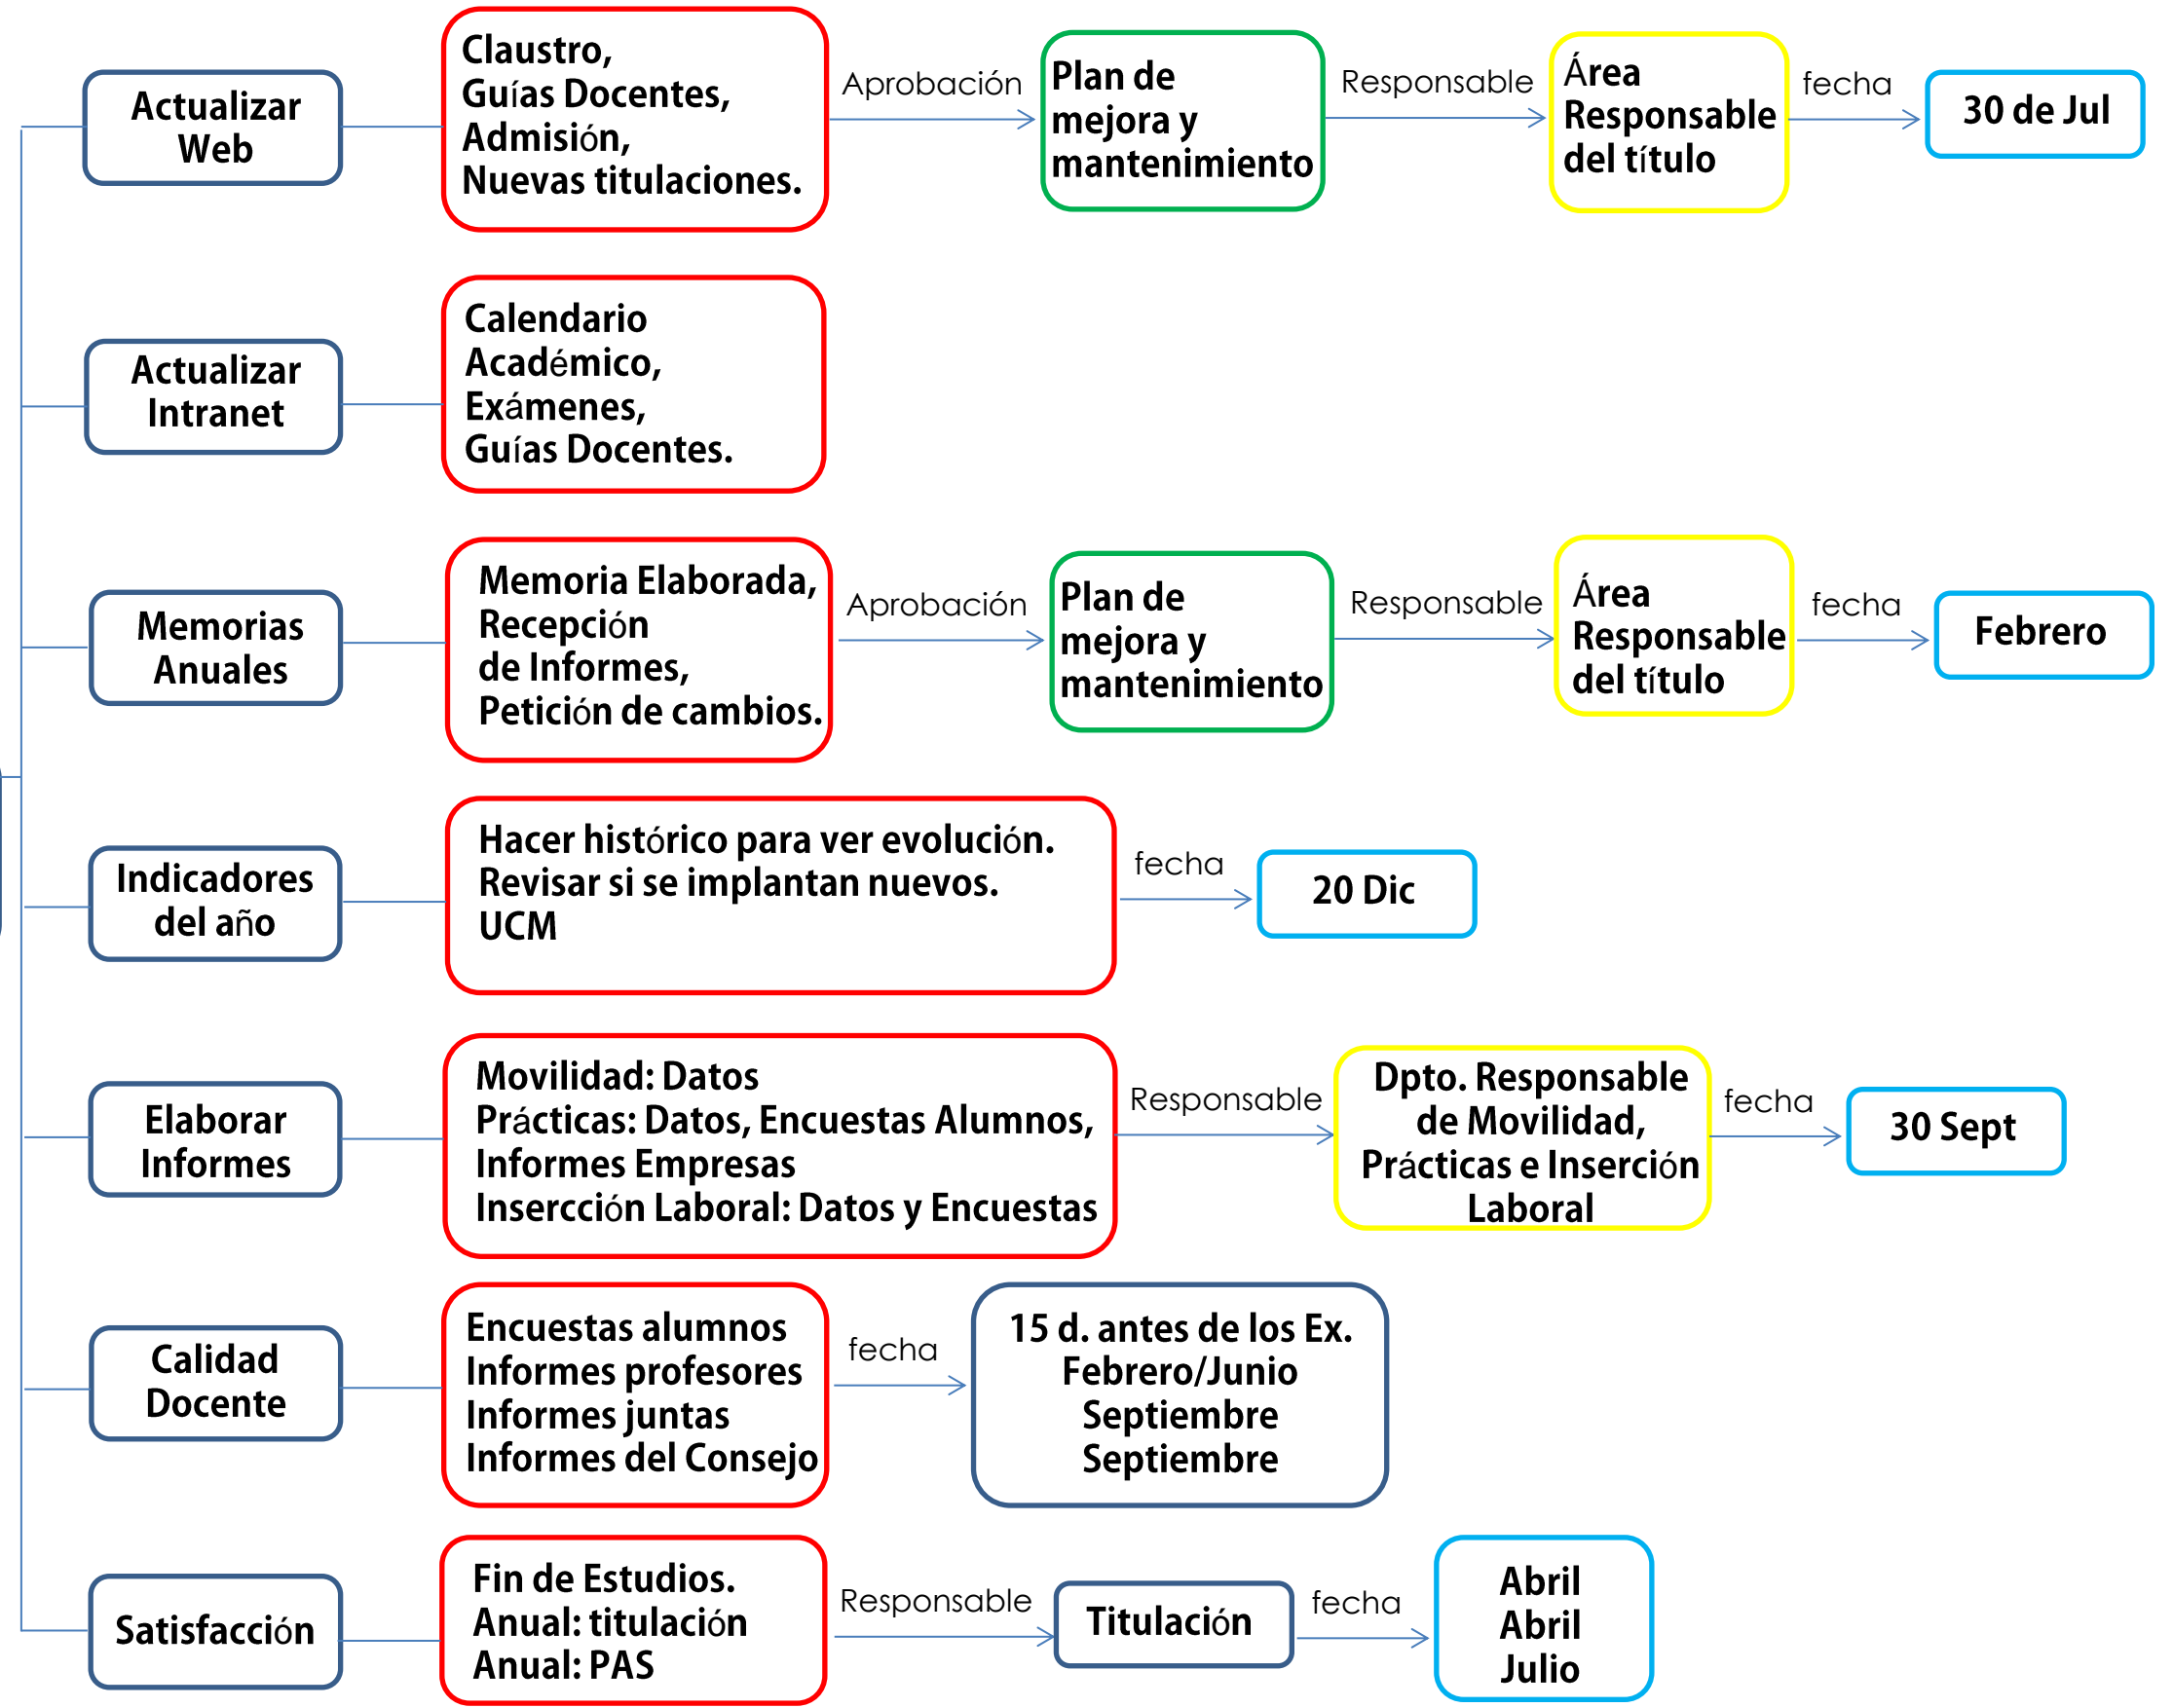 Actualizar
Web
Claustro,
Guías Docentes,
Admisión,
Nuevas titulaciones.
Aprobación
Plan de
mejora y
mantenimiento
Responsable
Área
Responsable
del título
fecha
30 de Jul
Actualizar
Intranet
Calendario
Académico,
Exámenes,
Guías Docentes.
Memorias
Anuales
Memoria Elaborada,
Recepción
de Informes,
Petición de cambios.
Aprobación
Plan de
mejora y
mantenimiento
Responsable
Área
Responsable
del título
fecha
Febrero
Indicadores
del año
Hacer histórico para ver evolución.
Revisar si se implantan nuevos.
UCM
fecha
20 Dic
Elaborar
Informes
Movilidad: Datos
Prácticas: Datos, Encuestas Alumnos,
Informes Empresas
Insercción Laboral: Datos y Encuestas
Responsable
Dpto. Responsable
de Movilidad,
Prácticas e Inserción
Laboral
fecha
30 Sept
Calidad
Docente
Encuestas alumnos
Informes profesores
Informes juntas
Informes del Consejo
fecha
15 d. antes de los Ex.
Febrero/Junio
Septiembre
Septiembre
Satisfacción
Fin de Estudios.
Anual: titulación
Anual: PAS
Responsable
Titulación
fecha
Abril
Abril
Julio